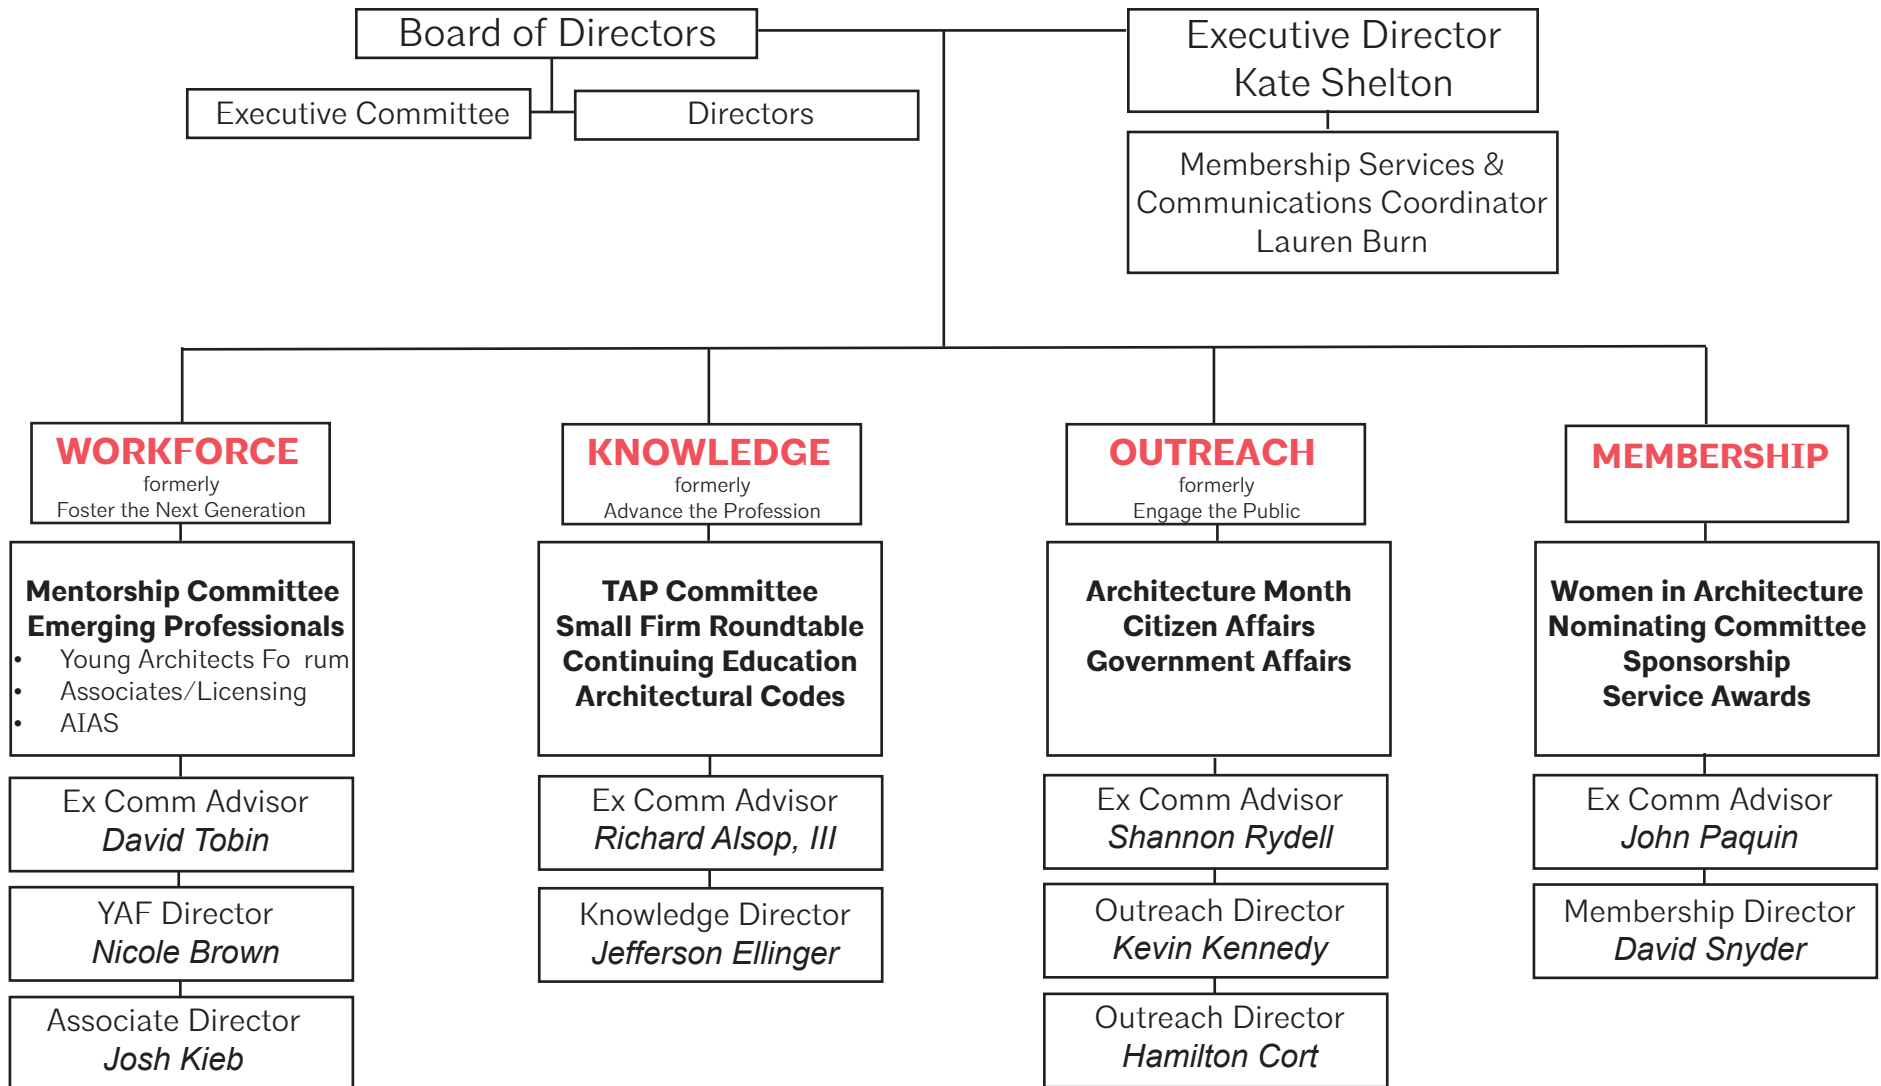 Board of Directors
Executive Committee
Directors
Executive Director
Kate Shelton
Membership Services &
Communications Coordinator
Lauren Burn
WORKFORCE
formerly
Foster the Next Generation
Mentorship Committee
Emerging Professionals
• Young Architects Fo rum
• Associates/Licensing
• AIAS
Ex Comm Advisor
David Tobin
YAF Director
Nicole Brown
Associate Director
Josh Kieb
KNOWLEDGE
formerly
Advance the Profession
TAP Committee
Small Firm Roundtable
Continuing Education
Architectural Codes
Ex Comm Advisor
Richard Alsop, III
Knowledge Director
Jefferson Ellinger
OUTREACH
formerly
Engage the Public
Architecture Month
Citizen Affairs
Government Affairs
Ex Comm Advisor
Shannon Rydell
Outreach Director
Kevin Kennedy
Outreach Director
Hamilton Cort
MEMBERSHIP
Women in Architecture
Nominating Committee
Sponsorship
Service Awards
Ex Comm Advisor
John Paquin
Membership Director
David Snyder